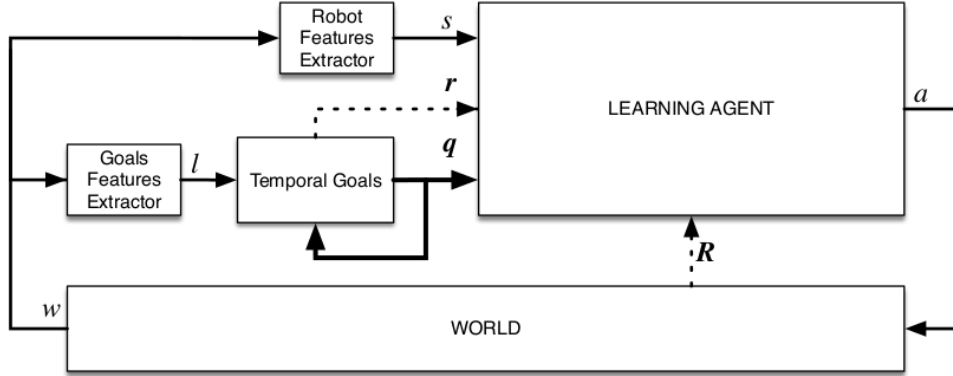 Robot
Features
Extractor
s
r
LEARNING AGENT
a
Goals
Features
Extractor
l
Temporal Goals
q
R
w
WORLD